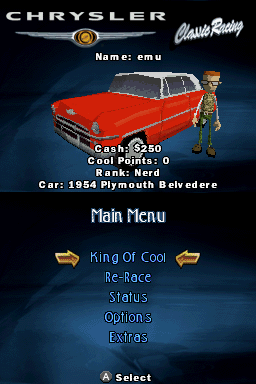 CHRYSLER
Classic Racing
Name: emu
Cash: $250
Cool Points: 0
Rank: Nerd
Car: 1954 Plymouth Belvedere
Main Menu
King Of Cool
Re-Race
Status
Options
Extras
A Select